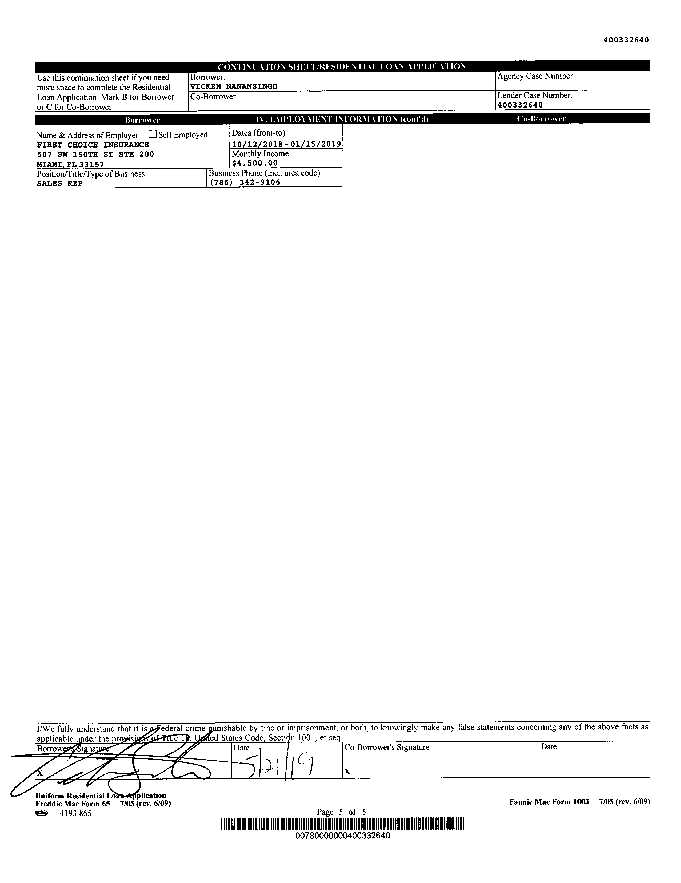 400332640
CONTINUATION SHEET/RESIDENTIAL LOAN APPLICATION
Use this continuation sheet if you need
more space to complete the Residential
Loan Application. Mark B for Borrower
or C for Co-Borrower.
Borrower:
VICKEN NANANSINGO
Co-Borrower:
Agency Case Number:
Lender Case Number:
400332640
Borrower
IV. EMPLOYMENT INFORMATION (cont'd)
Co-Borrower
Name & Address of Employer
Self Employed
Dates (from-to)
FIRST CHOICE INSURANCE
507 SW 150TH ST STE 200
MIAMI, FL 33157
10/12/2018-01/15/2019
Monthly Income
$4,500.00
Position/Title/Type of Business
SALES REP
Business Phone (incl. area code)
(786) 342-9106
I/We fully understand that it is a Federal crime punishable by fine or imprisonment, or both, to knowingly make any false statements concerning any of the above facts as
applicable under the provisions of Title 18, United States Code, Section 1001, et seq.
Borrower's Signature
X
Date
5/21/19
Co-Borrower's Signature
X
Date
Uniform Residential Loan Application
Freddie Mac Form 65 7/05 (rev. 6/09)
Fannie Mae Form 1003 7/05 (rev. 6/09)
Page 5 of 5
00780000000400332640